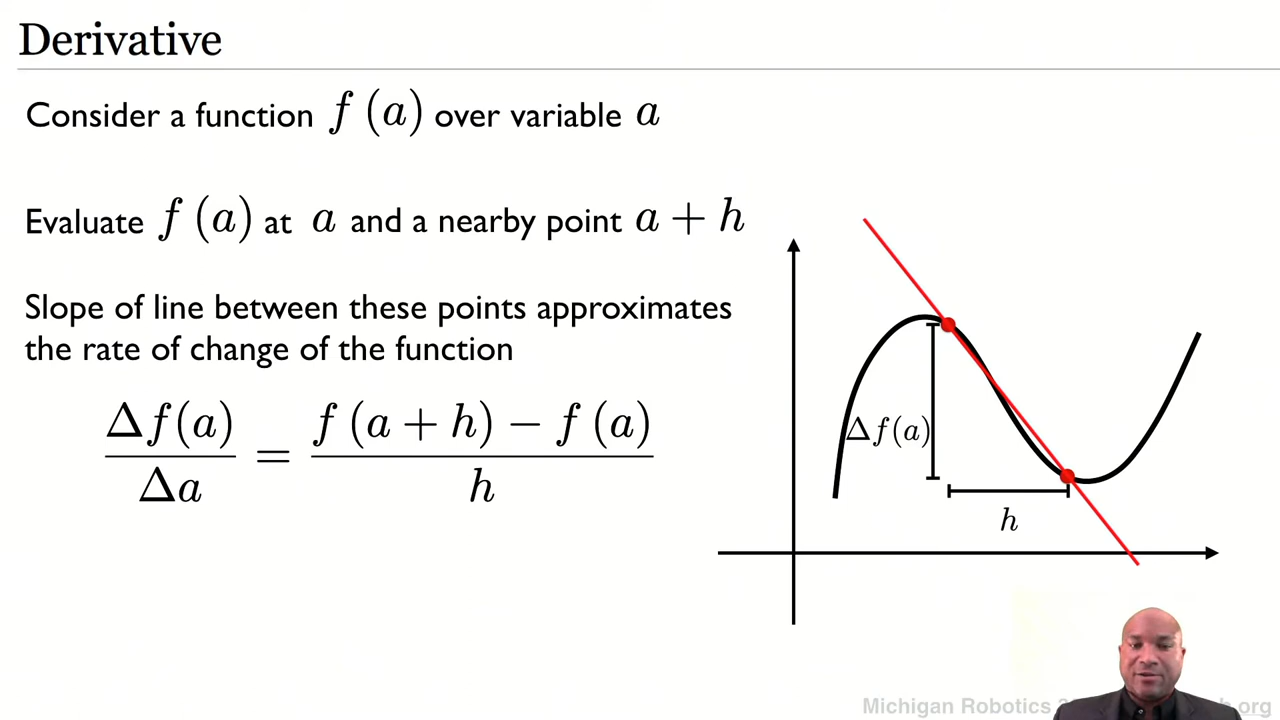 Derivative
Consider a function f (a) over variable a
Evaluate f (a) at a and a nearby point a + h
Slope of line between these points approximates
the rate of change of the function
Δf(a) / Δa = f (a + h) − f (a) / h
Δf(a)
h
Michigan Robotics
.org